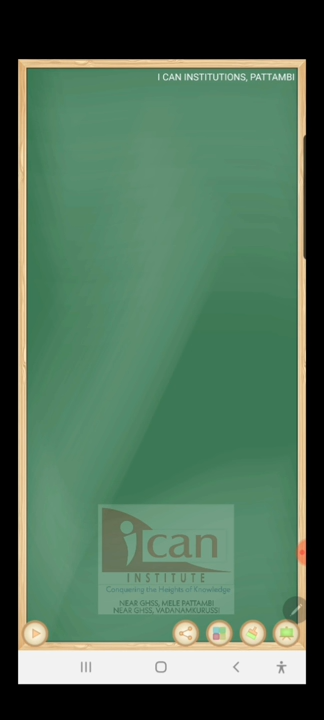 I CAN INSTITUTIONS, PATTAMBI
ican
INSTITUTE
Conquering the Heights of Knowledge
NEAR GHSS, MELE PATTAMBI
NEAR GHSS, VADANAMKURUSSI